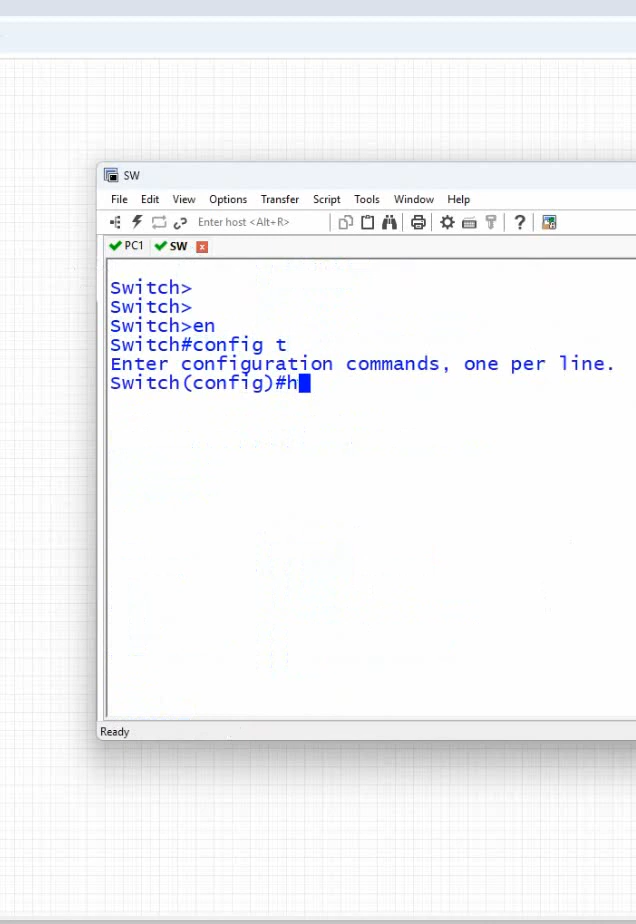 SW
File Edit View Options Transfer Script Tools Window Help
Enter host <Alt+R>
PC1 SW
Switch>
Switch>
Switch>en
Switch#config t
Enter configuration commands, one per line.
Switch(config)#h
Ready